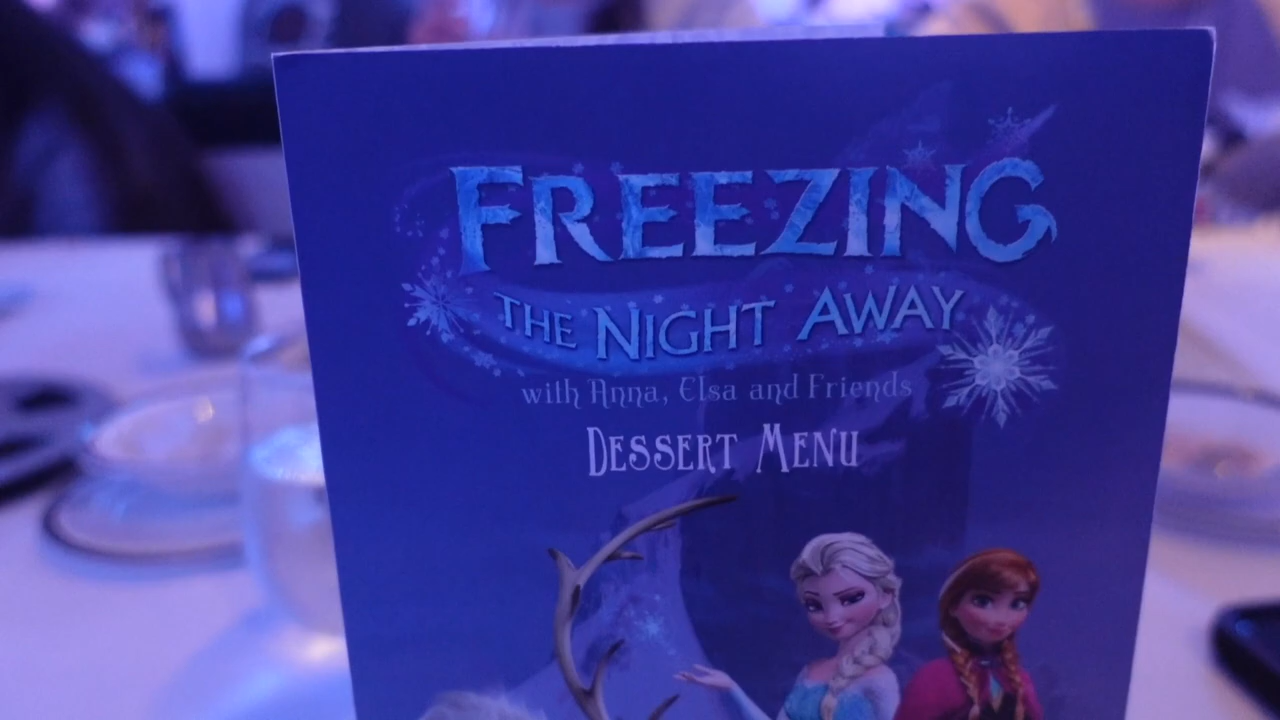 FREEZING
THE NIGHT AWAY
with Anna, Elsa and Friends
DESSERT MENU